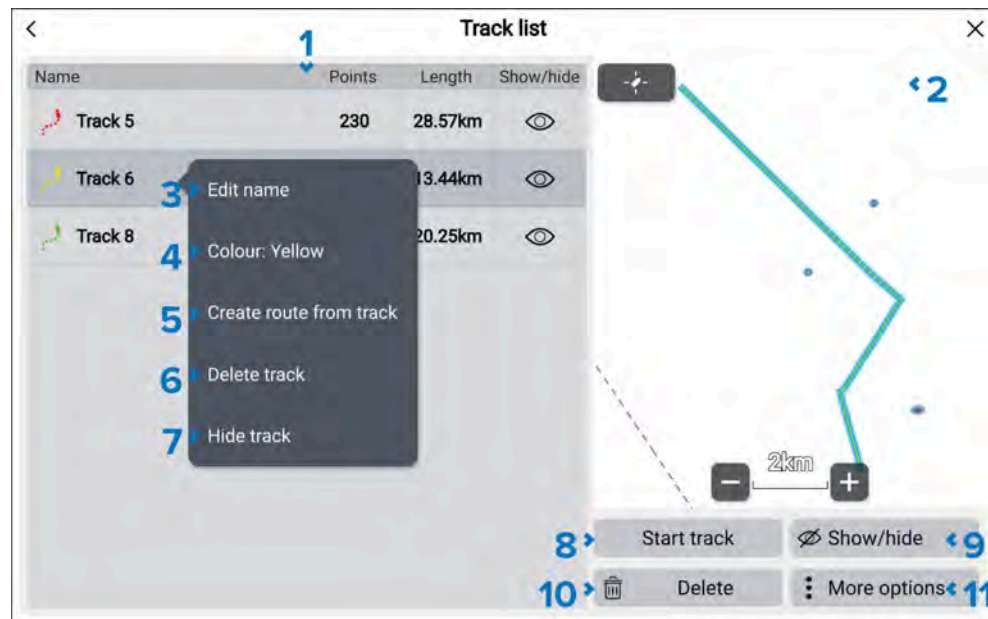 Track list
1
Name Points Length Show/hide
2
Track 5 230 28.57km
Track 6 13.44km
3 Edit name
Track 8 20.25km
4 Colour: Yellow
5 Create route from track
6 Delete track
7 Hide track
2km
8 Start track
Show/hide 9
10 Delete
More options 11